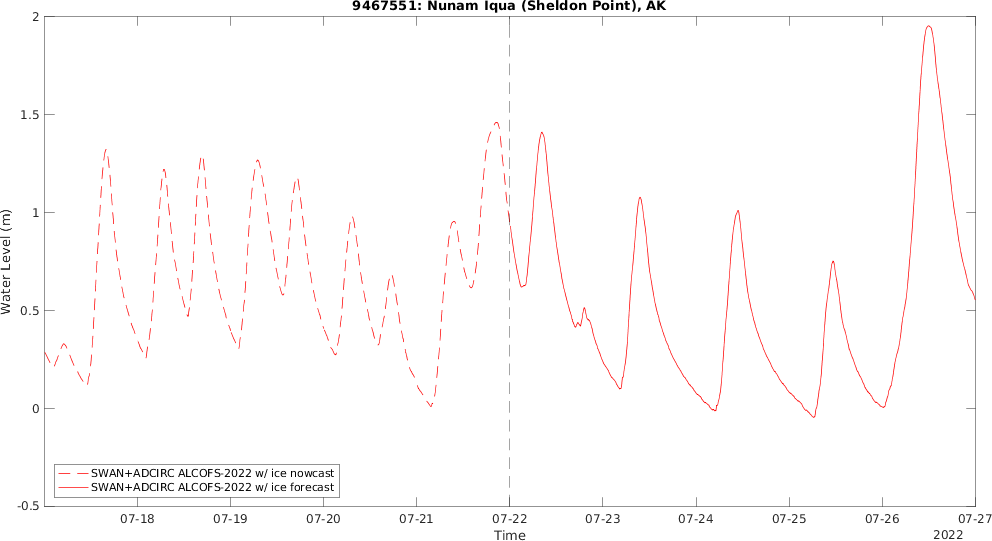 9467551: Nunam Iqua (Sheldon Point), AK
2
1.5
1
0.5
0
-0.5
Water Level (m)
SWAN+ADCIRC ALCOFS-2022 w/ ice nowcast
SWAN+ADCIRC ALCOFS-2022 w/ ice forecast
07-18 07-19 07-20 07-21 07-22 07-23 07-24 07-25 07-26 07-27
Time
2022